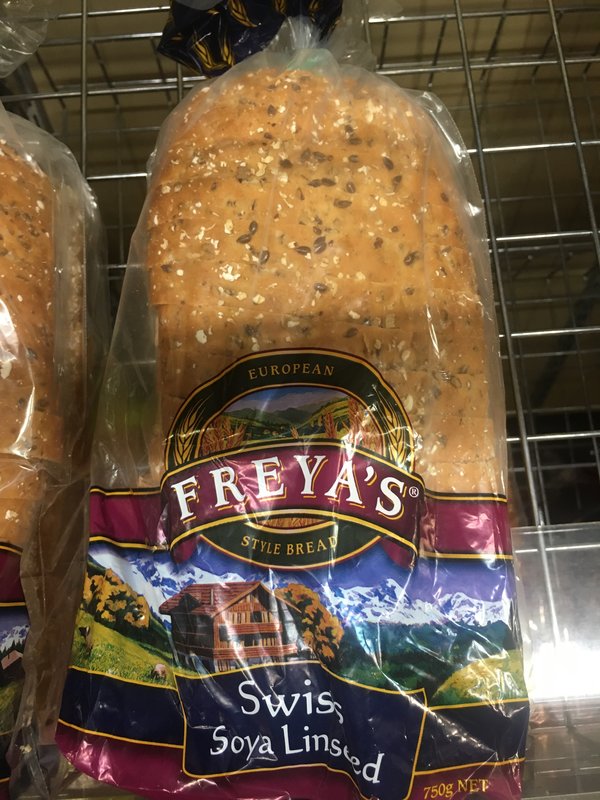 EUROPEAN
FREYA'S®
STYLE BREAD
Swiss
Soya Linseed
750g NET